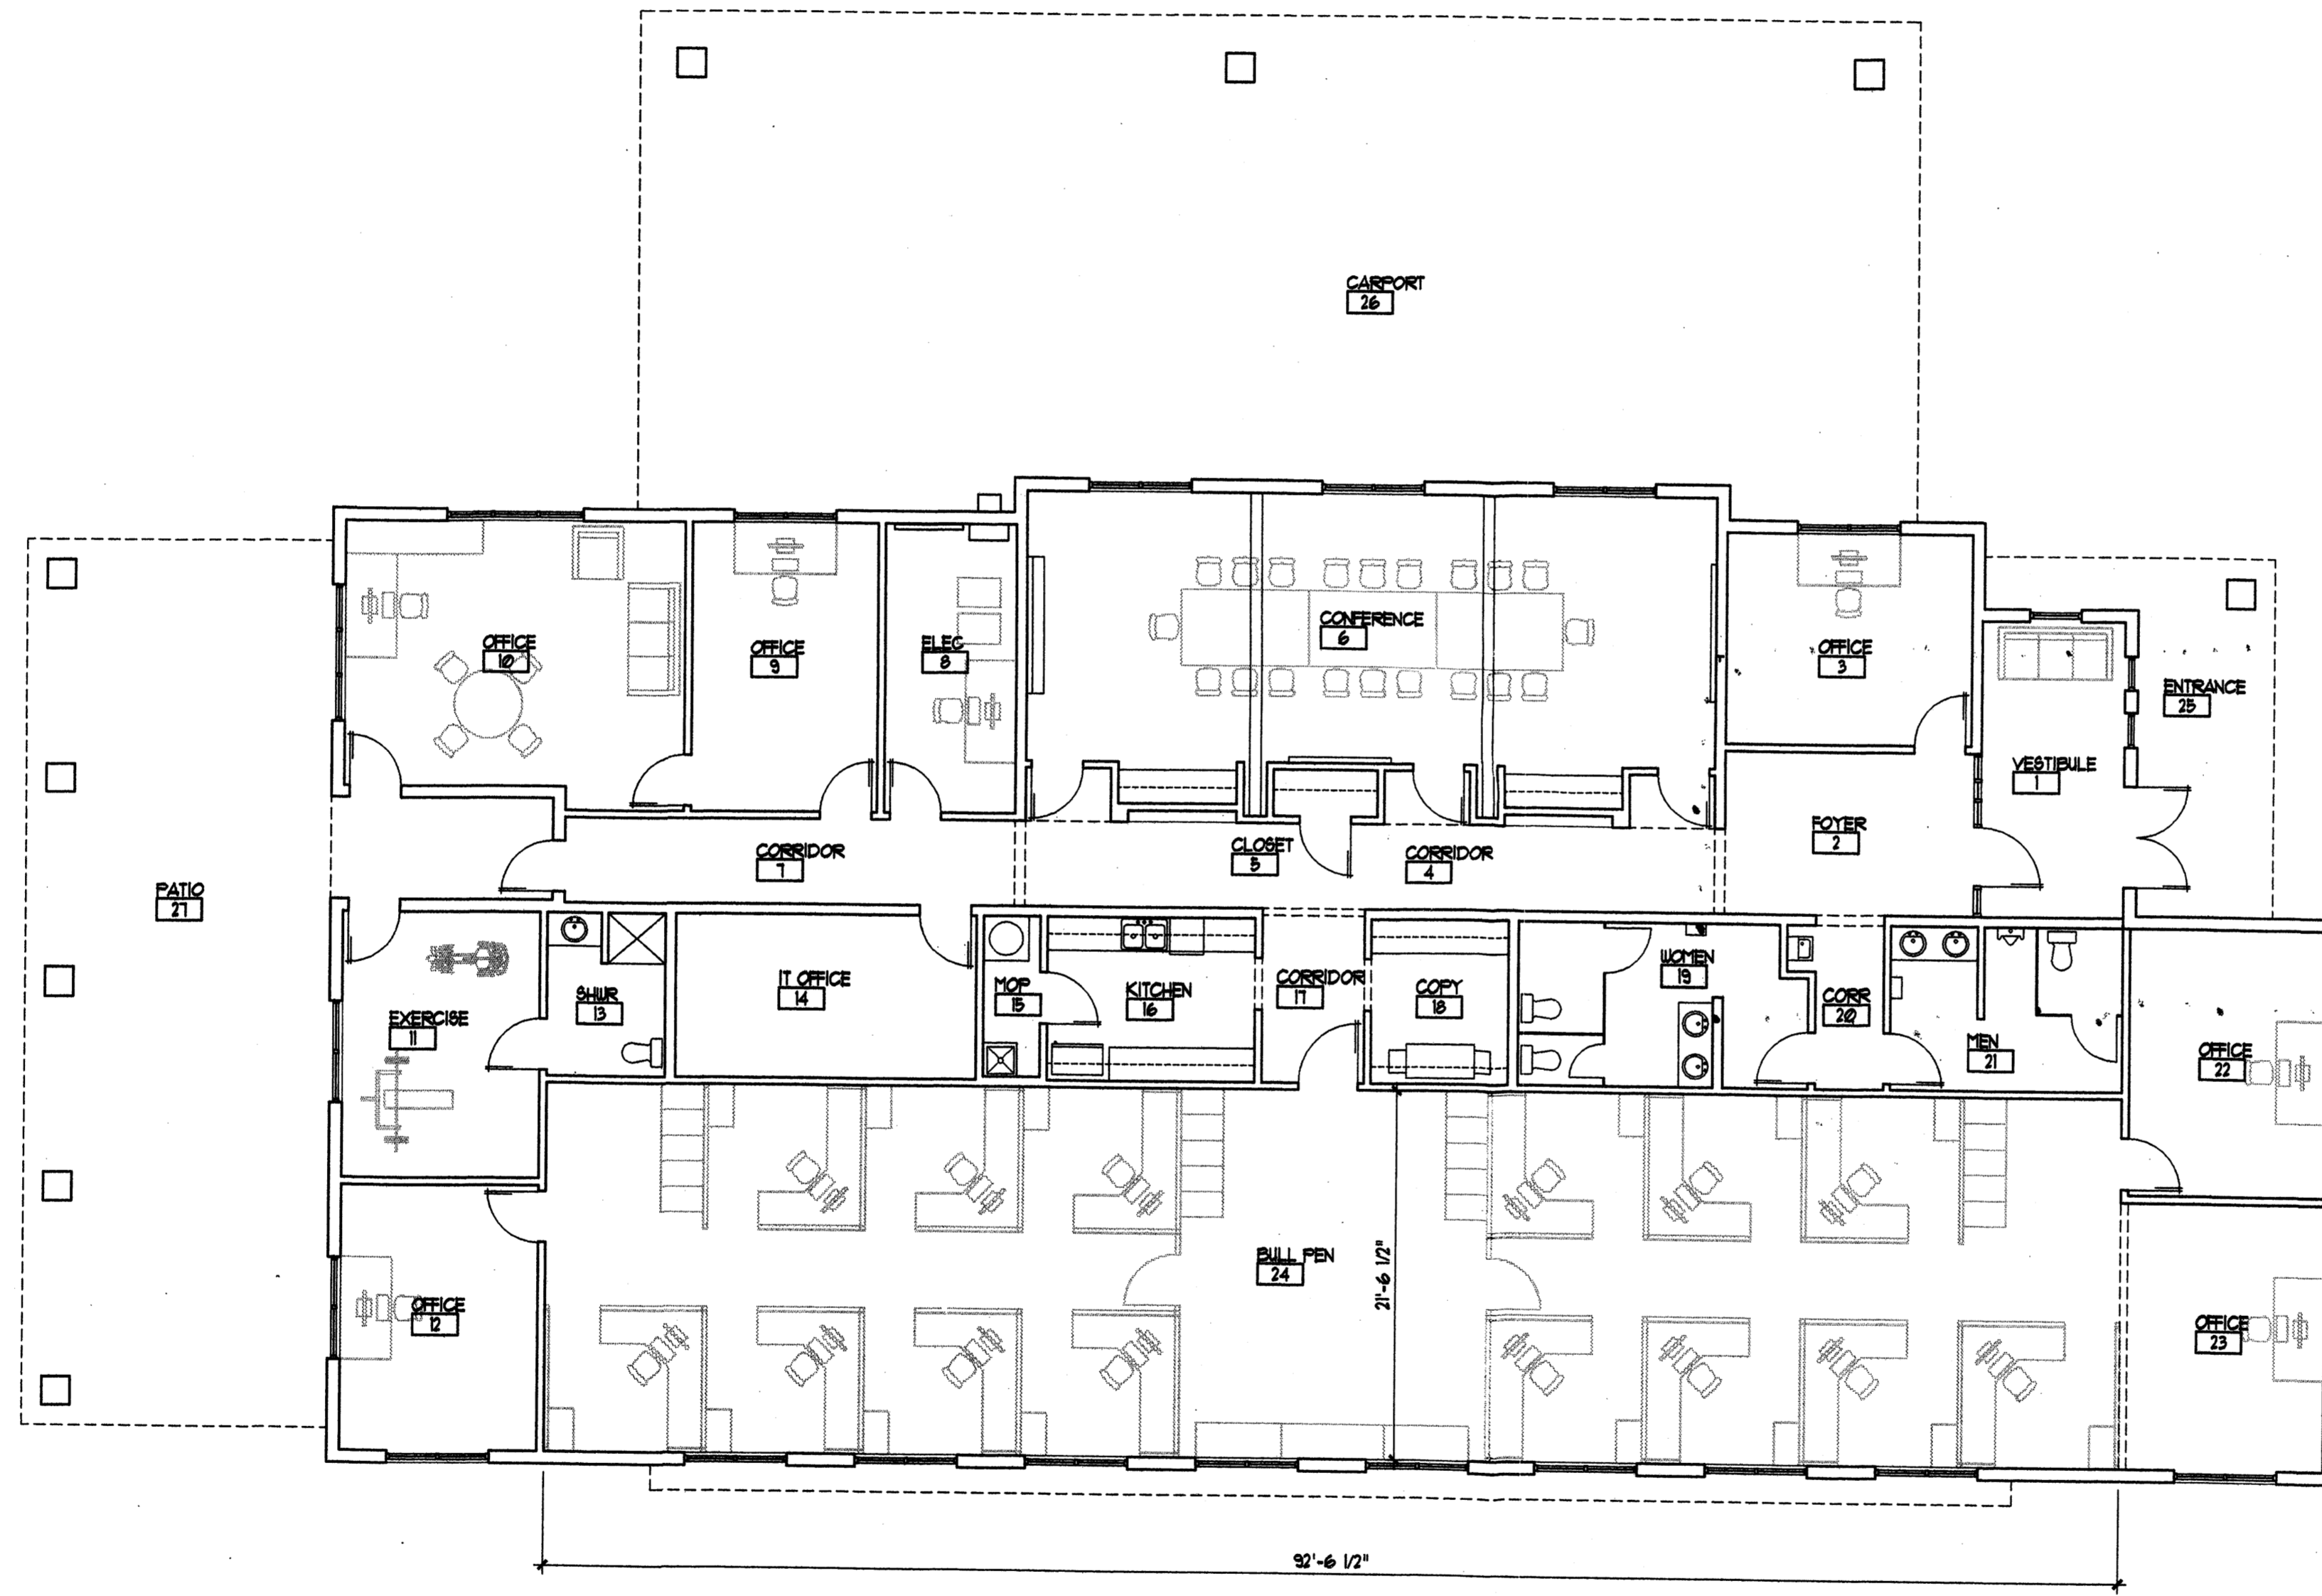 CARPORT
26
OFFICE
10
OFFICE
9
ELEC
8
CONFERENCE
6
OFFICE
3
ENTRANCE
25
VESTIBULE
1
FOYER
2
CLOSET
5
CORRIDOR
4
CORRIDOR
7
PATIO
27
EXERCISE
11
SHWR
13
IT OFFICE
14
MOP
15
KITCHEN
16
CORRIDOR
17
COPY
18
WOMEN
19
CORR
20
MEN
21
OFFICE
22
BULL PEN
24
21'-6 1/2"
OFFICE
12
OFFICE
23
92'-6 1/2"